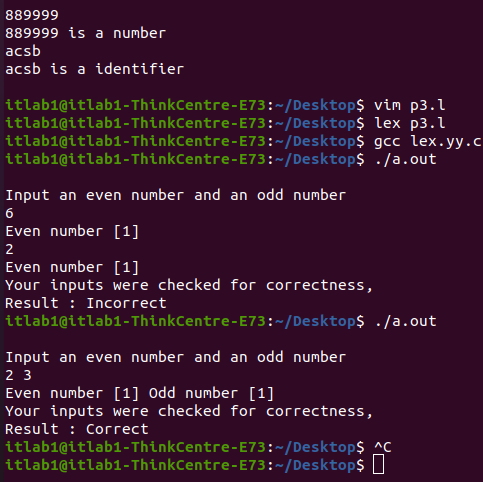 889999
889999 is a number
acsb
acsb is a identifier
itlab1@itlab1-ThinkCentre-E73:~/Desktop$ vim p3.l
itlab1@itlab1-ThinkCentre-E73:~/Desktop$ lex p3.l
itlab1@itlab1-ThinkCentre-E73:~/Desktop$ gcc lex.yy.c
itlab1@itlab1-ThinkCentre-E73:~/Desktop$ ./a.out
Input an even number and an odd number
6
Even number [1]
2
Even number [1]
Your inputs were checked for correctness,
Result : Incorrect
itlab1@itlab1-ThinkCentre-E73:~/Desktop$ ./a.out
Input an even number and an odd number
2 3
Even number [1] Odd number [1]
Your inputs were checked for correctness,
Result : Correct
itlab1@itlab1-ThinkCentre-E73:~/Desktop$ ^C
itlab1@itlab1-ThinkCentre-E73:~/Desktop$